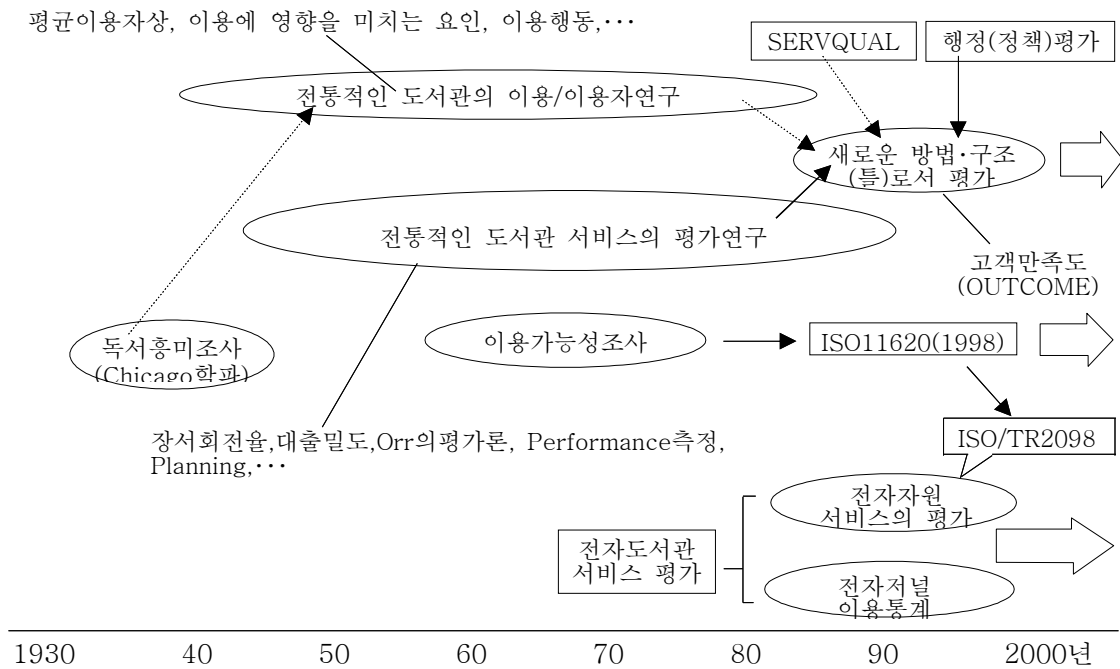 평균이용자상, 이용에 영향을 미치는 요인, 이용행동,···
SERVQUAL
행정(정책)평가
전통적인 도서관의 이용/이용자연구
새로운 방법·구조
(틀)로서 평가
전통적인 도서관 서비스의 평가연구
고객만족도
(OUTCOME)
독서흥미조사
(Chicago학파)
이용가능성조사
ISO11620(1998)
장서회전율,대출밀도,Orr의평가론, Performance측정,
Planning,···
ISO/TR2098
전자자원
서비스의 평가
전자도서관
서비스 평가
전자저널
이용통계
1930 40 50 60 70 80 90 2000년